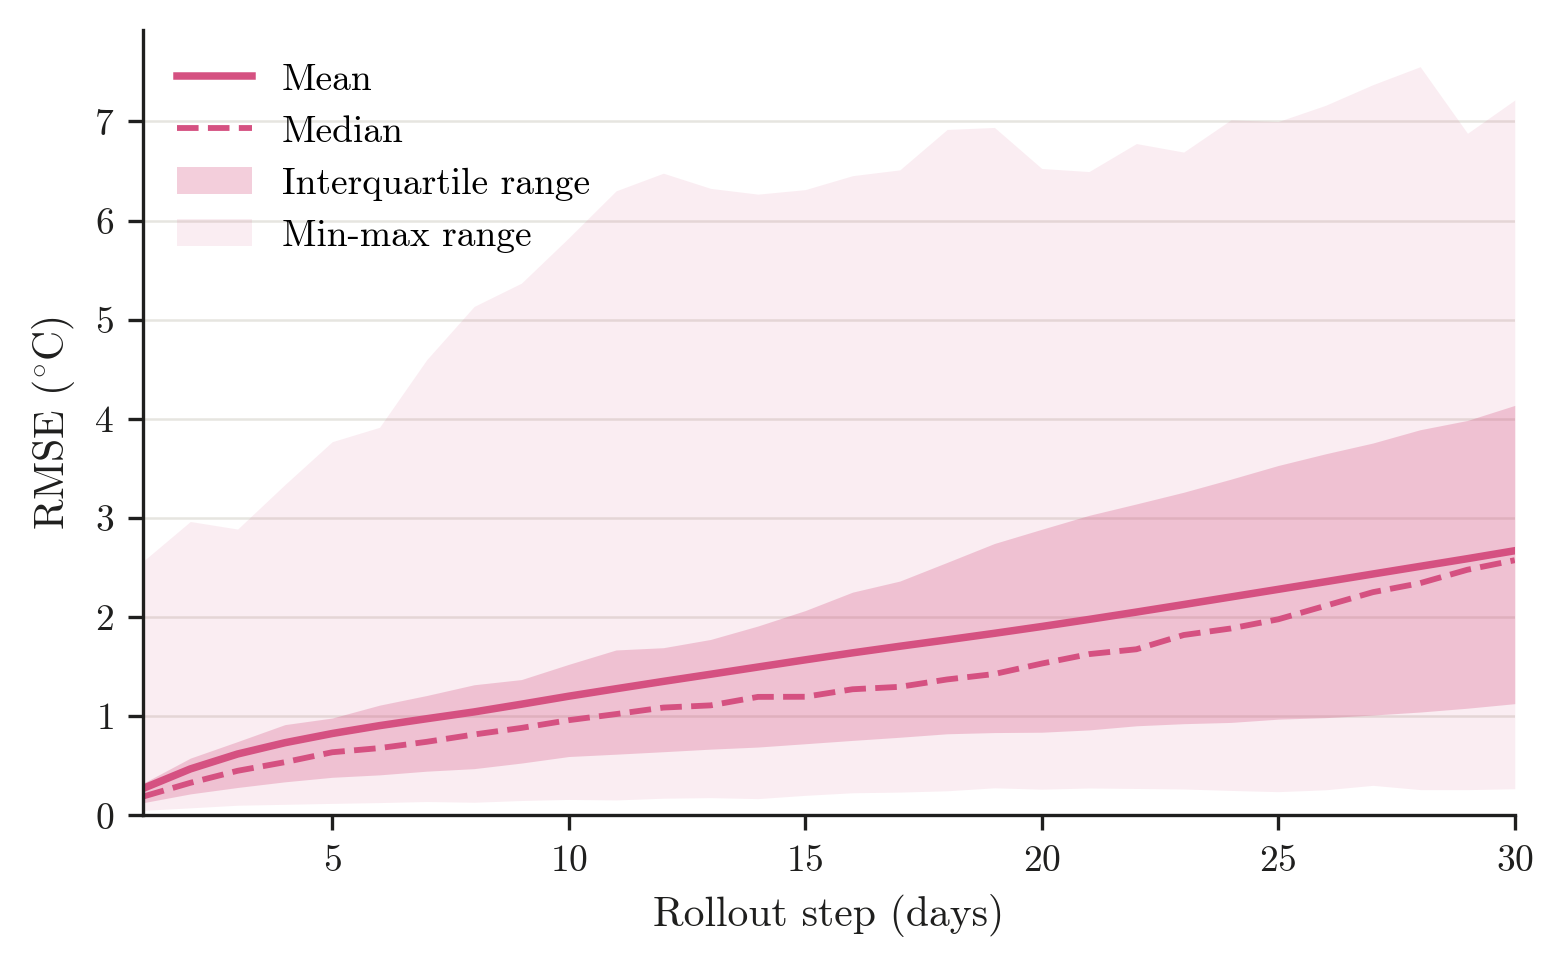 Mean
Median
Interquartile range
Min-max range
RMSE (°C)
7
6
5
4
3
2
1
0
5 10 15 20 25 30
Rollout step (days)